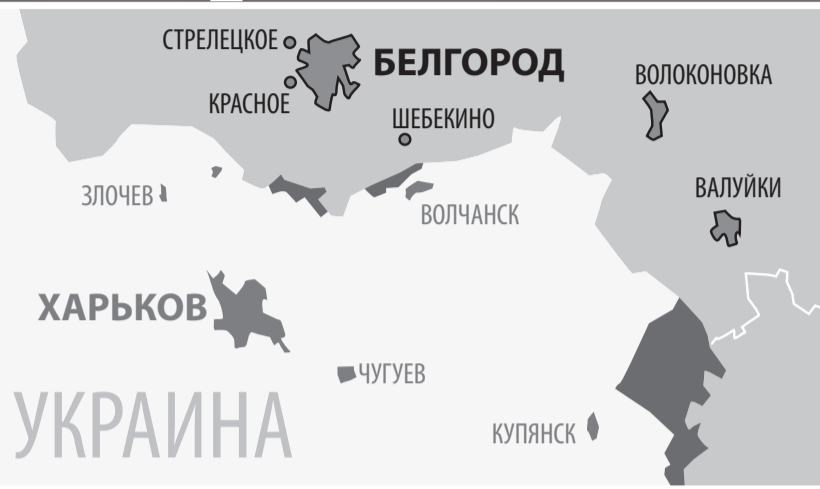 СТРЕЛЕЦКОЕ
БЕЛГОРОД
ВОЛОКОНОВКА
КРАСНОЕ
ШЕБЕКИНО
ЗЛОЧЕВ
ВАЛУЙКИ
ВОЛЧАНСК
ХАРЬКОВ
ЧУГУЕВ
УКРАИНА
КУПЯНСК